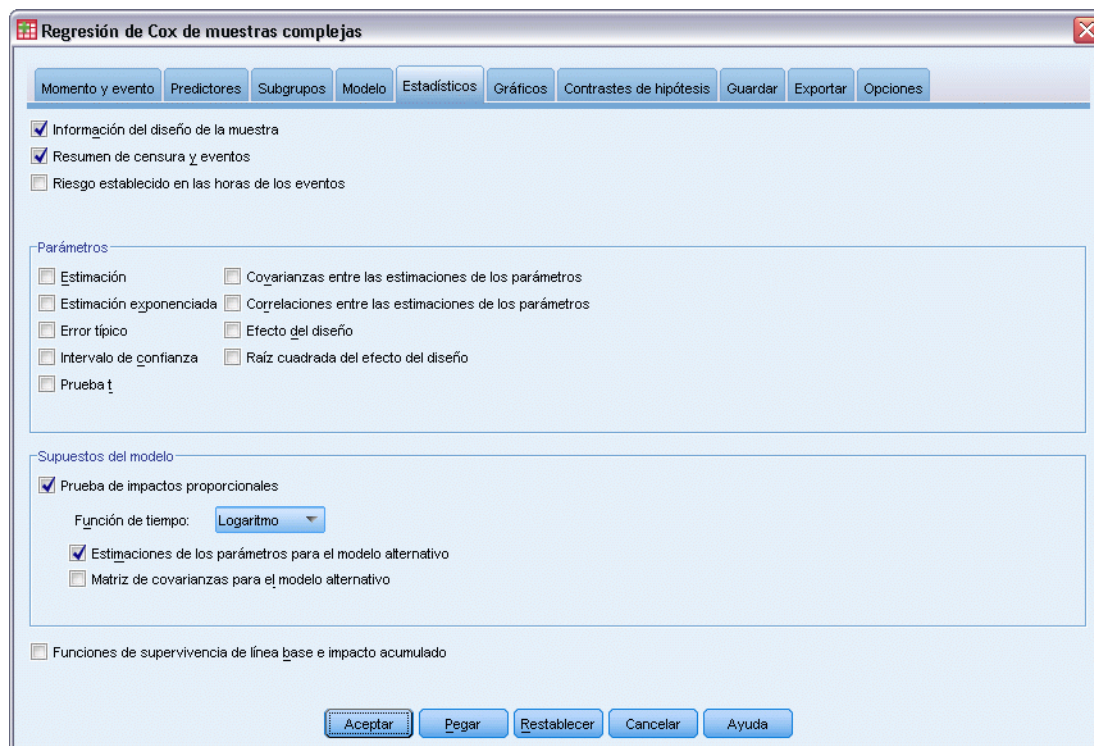 Regresión de Cox de muestras complejas
Momento y evento Predictores Subgrupos Modelo Estadísticos Gráficos Contrastes de hipótesis Guardar Exportar Opciones
Información del diseño de la muestra
Resumen de censura y eventos
Riesgo establecido en las horas de los eventos
Parámetros
Estimación Covarianzas entre las estimaciones de los parámetros
Estimación exponenciada Correlaciones entre las estimaciones de los parámetros
Error típico Efecto del diseño
Intervalo de confianza Raíz cuadrada del efecto del diseño
Prueba t
Supuestos del modelo
Prueba de impactos proporcionales
Función de tiempo: Logaritmo
Estimaciones de los parámetros para el modelo alternativo
Matriz de covarianzas para el modelo alternativo
Funciones de supervivencia de línea base e impacto acumulado
Aceptar Pegar Restablecer Cancelar Ayuda